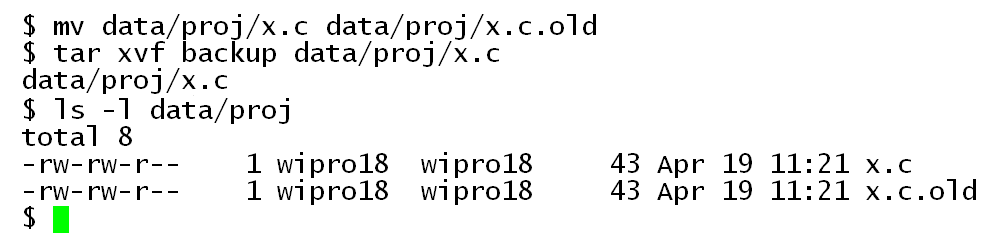 $ mv data/proj/x.c data/proj/x.c.old
$ tar xvf backup data/proj/x.c
data/proj/x.c
$ ls -l data/proj
total 8
-rw-rw-r--    1 wipro18  wipro18     43 Apr 19 11:21 x.c
-rw-rw-r--    1 wipro18  wipro18     43 Apr 19 11:21 x.c.old
$